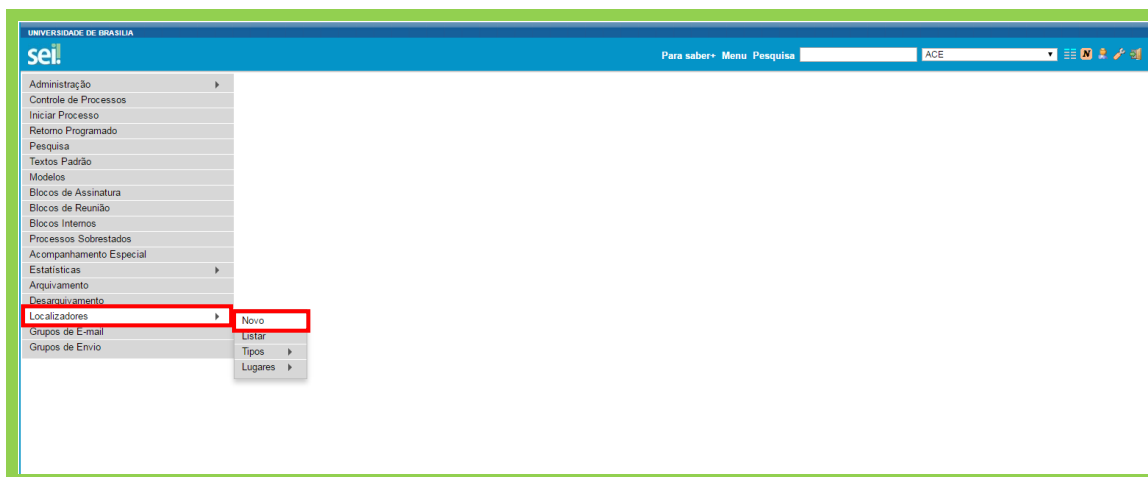 UNIVERSIDADE DE BRASILIA
sei!
Para saber+ Menu Pesquisa ACE
N
Administração
Controle de Processos
Iniciar Processo
Retorno Programado
Pesquisa
Textos Padrão
Modelos
Blocos de Assinatura
Blocos de Reunião
Blocos Internos
Processos Sobrestados
Acompanhamento Especial
Estatísticas
Arquivamento
Desarquivamento
Localizadores
Grupos de E-mail
Grupos de Envio
Novo
Listar
Tipos
Lugares